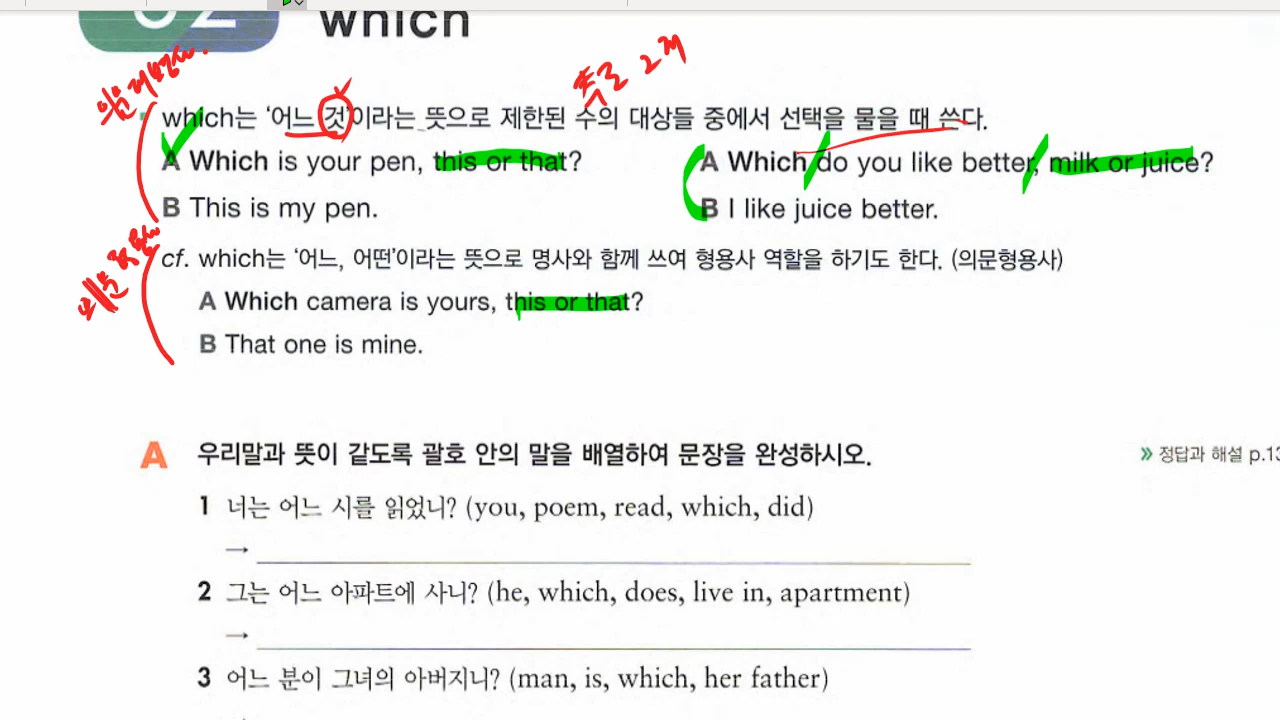 which
which는 '어느 것'이라는 뜻으로 제한된 수의 대상들 중에서 선택을 물을 때 쓴다.
A Which is your pen, this or that?
B This is my pen.
A Which do you like better, milk or juice?
B I like juice better.
cf. which는 '어느, 어떤'이라는 뜻으로 명사와 함께 쓰여 형용사 역할을 하기도 한다. (의문형용사)
A Which camera is yours, this or that?
B That one is mine.
A 우리말과 뜻이 같도록 괄호 안의 말을 배열하여 문장을 완성하시오.
» 정답과 해설 p.13
1 너는 어느 시를 읽었니? (you, poem, read, which, did)
→
2 그는 어느 아파트에 사니? (he, which, does, live in, apartment)
→
3 어느 분이 그녀의 아버지니? (man, is, which, her father)